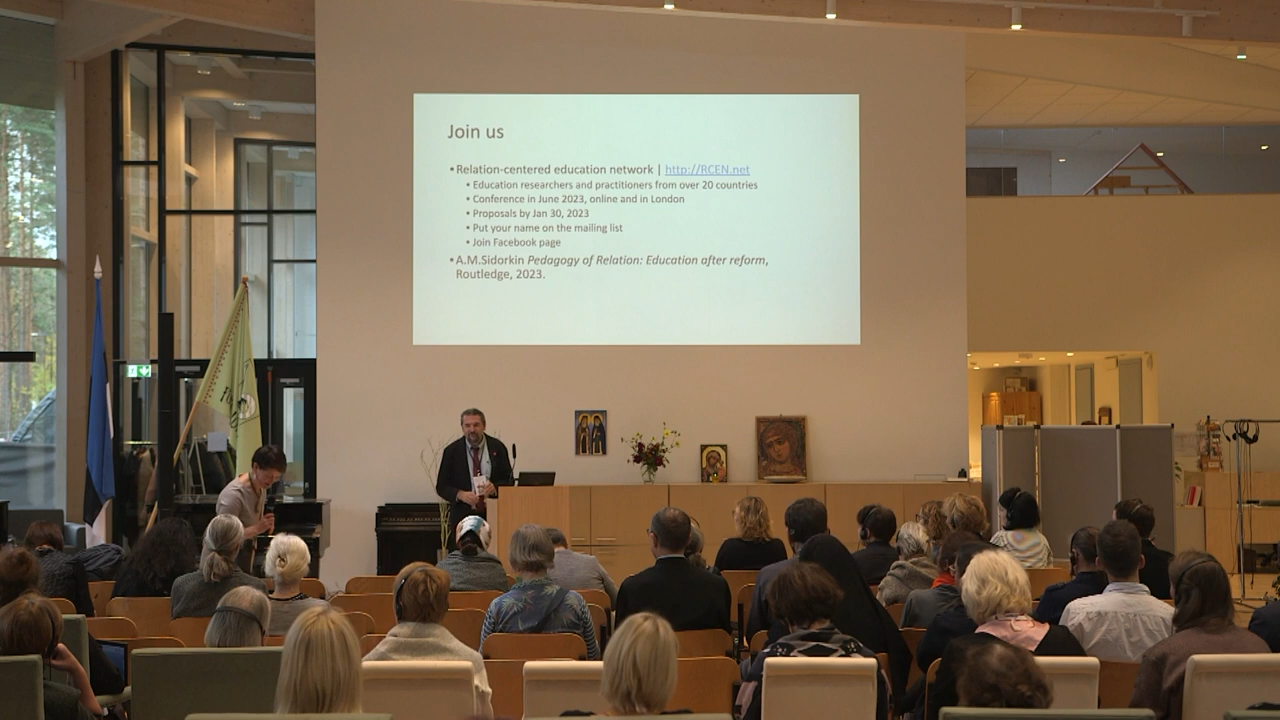 Join us
•Relation-centered education network | http://RCEN.net
• Education researchers and practitioners from over 20 countries
• Conference in June 2023, online and in London
• Proposals by Jan 30, 2023
• Put your name on the mailing list
• Join Facebook page
•A.M.Sidorkin Pedagogy of Relation: Education after reform,
Routledge, 2023.